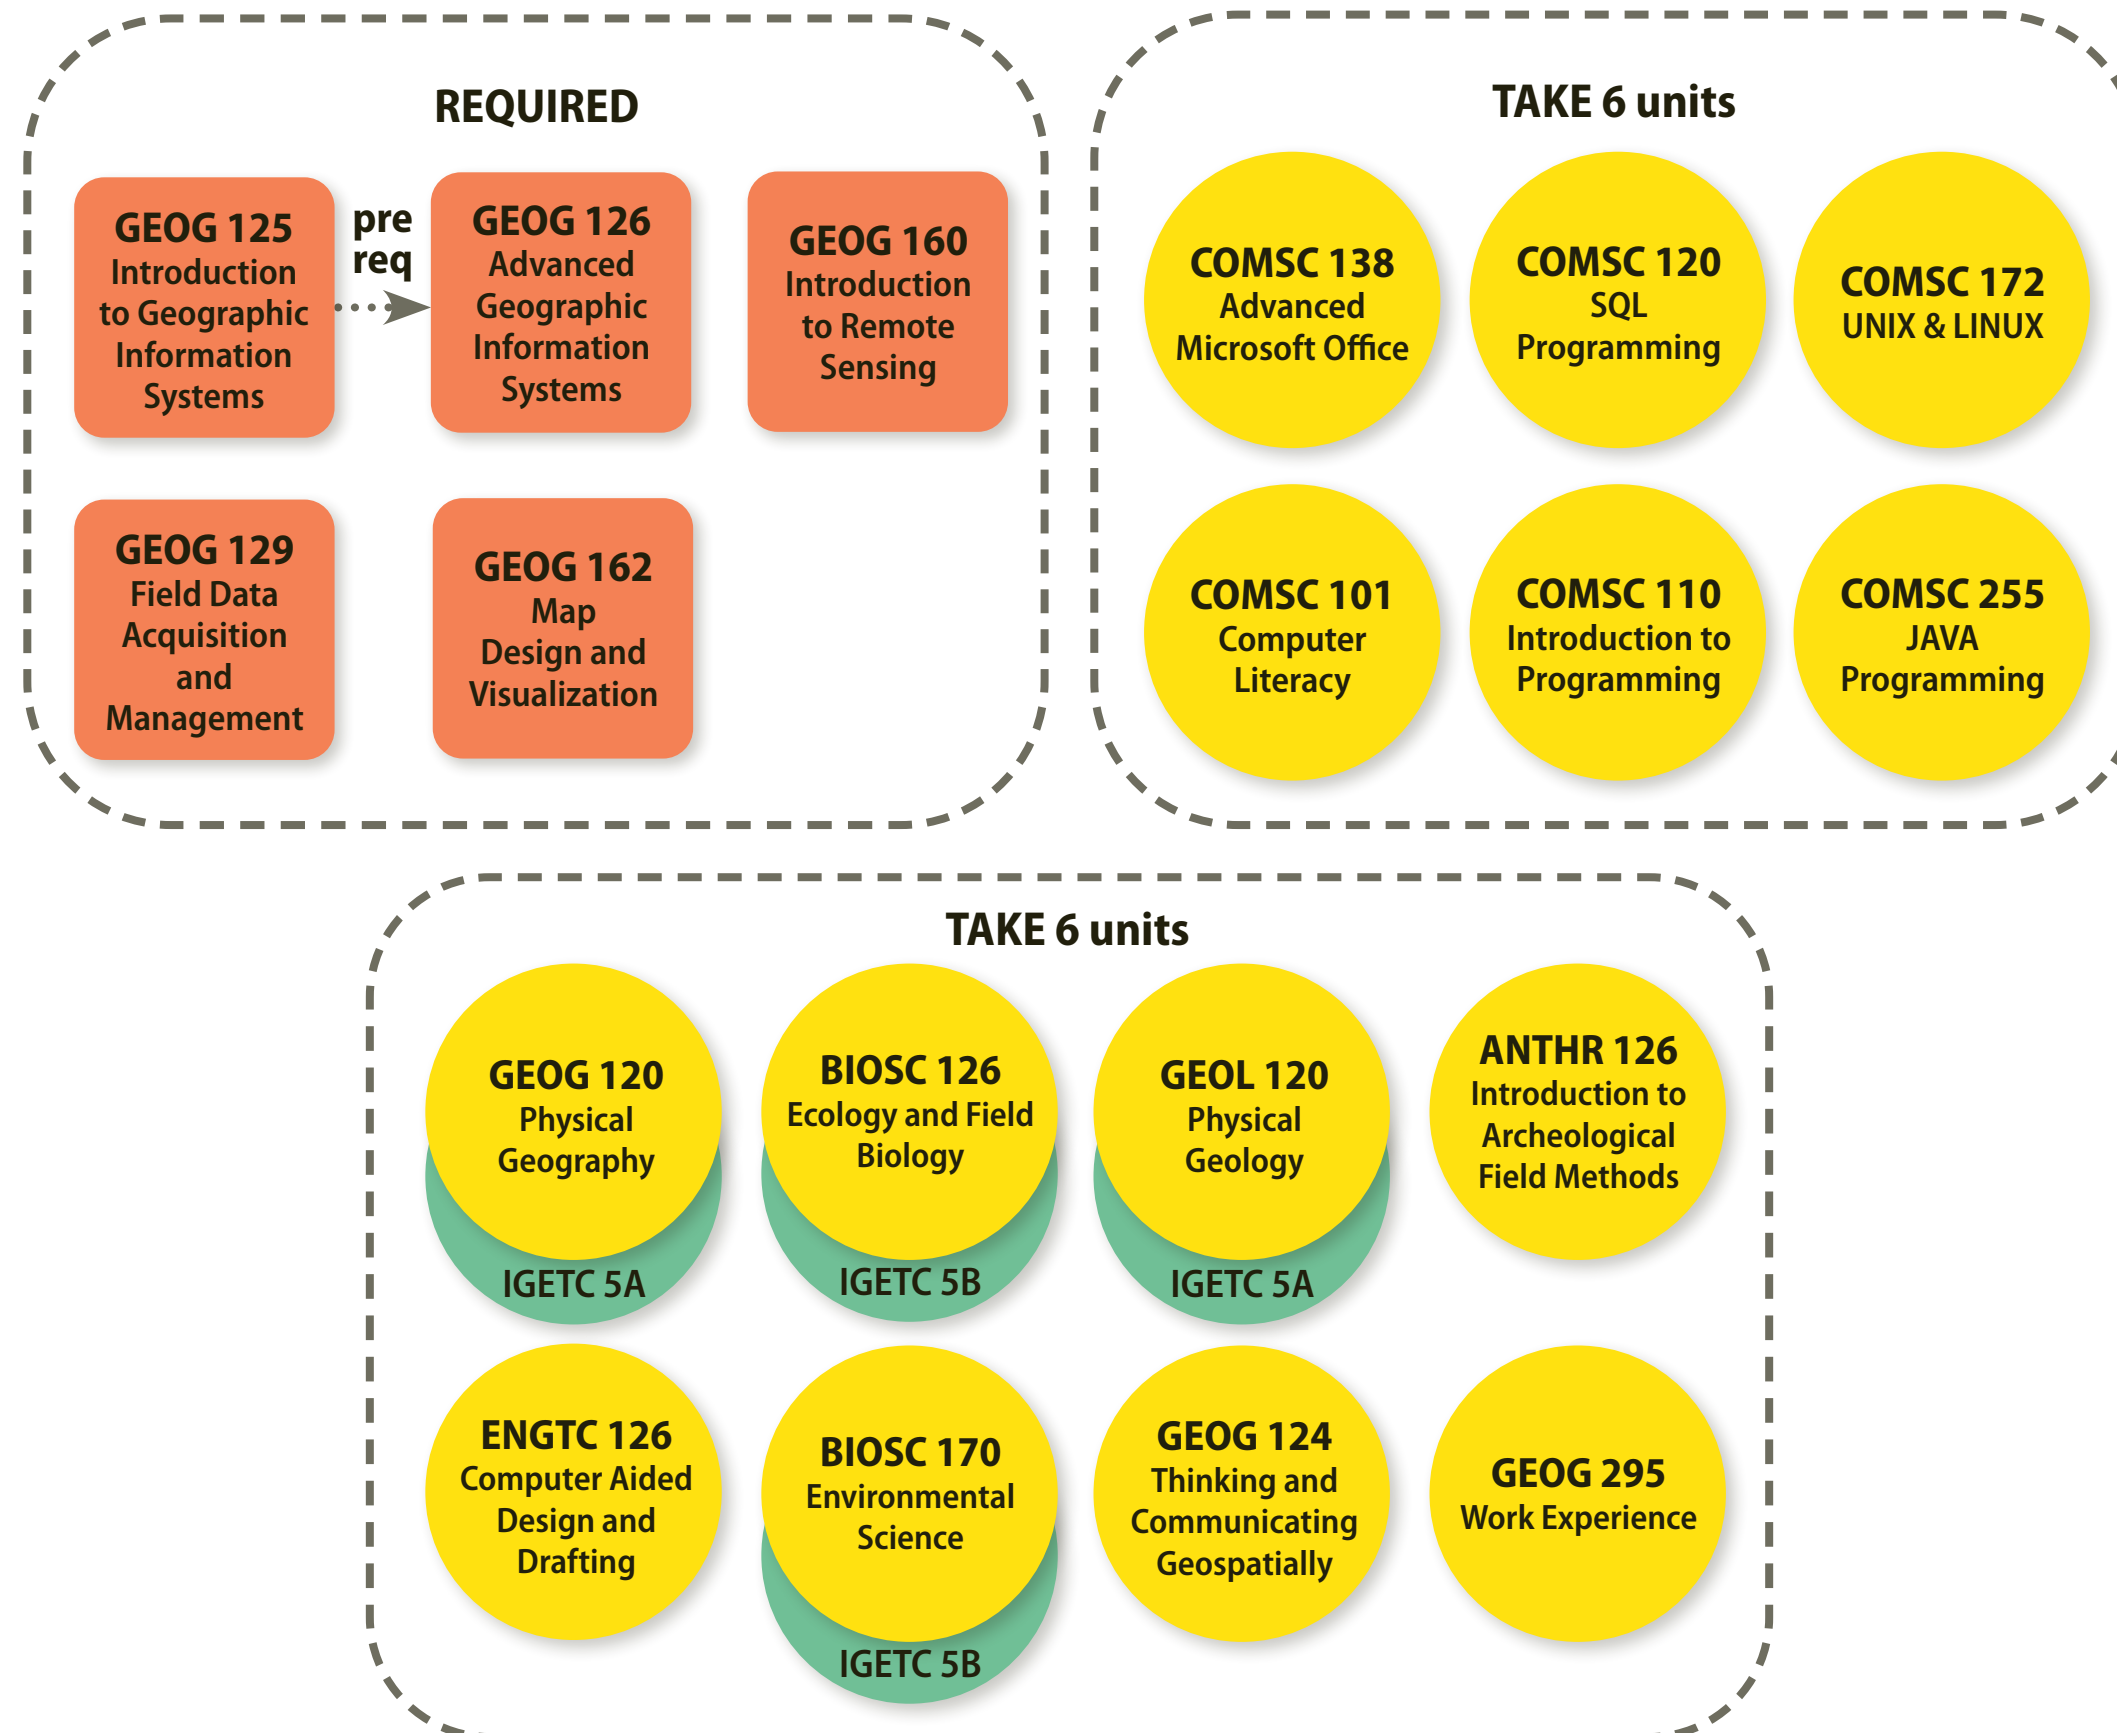 REQUIRED
GEOG 125
Introduction
to Geographic
Information
Systems
pre
req
GEOG 126
Advanced
Geographic
Information
Systems
GEOG 160
Introduction
to Remote
Sensing
GEOG 129
Field Data
Acquisition
and
Management
GEOG 162
Map
Design and
Visualization
TAKE 6 units
COMSC 138
Advanced
Microsoft Office
COMSC 120
SQL
Programming
COMSC 172
UNIX & LINUX
COMSC 101
Computer
Literacy
COMSC 110
Introduction to
Programming
COMSC 255
JAVA
Programming
TAKE 6 units
GEOG 120
Physical
Geography
IGETC 5A
BIOSC 126
Ecology and Field
Biology
IGETC 5B
GEOL 120
Physical
Geology
IGETC 5A
ANTHR 126
Introduction to
Archeological
Field Methods
ENGTC 126
Computer Aided
Design and
Drafting
BIOSC 170
Environmental
Science
IGETC 5B
GEOG 124
Thinking and
Communicating
Geospatially
GEOG 295
Work Experience